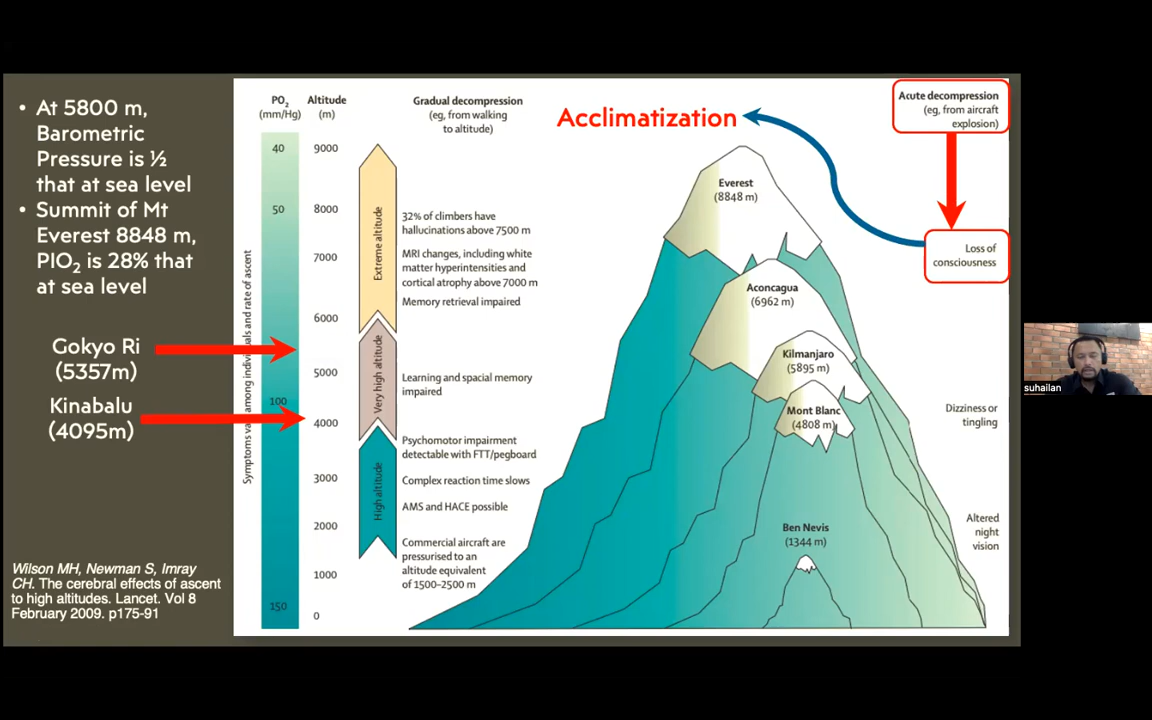 • At 5800 m,
Barometric
Pressure is ½
that at sea level
• Summit of Mt
Everest 8848 m,
PIO₂ is 28% that
at sea level
Gokyo Ri
(5357m)
Kinabalu
(4095m)
Wilson MH, Newman S, Imray
CH. The cerebral effects of ascent
to high altitudes. Lancet. Vol 8
February 2009. p175-91
Symptoms va among individ and rate of ascent
PO₂
(mm/Hg)
40
50
100
150
Altitude
(m)
9000
8000
7000
6000
5000
4000
3000
2000
1000
0
Extreme altitude
Very high altitude
High altitude
Gradual decompression
(eg, from walking
to altitude)
32% of climbers have
hallucinations above 7500 m
MRI changes, including white
matter hyperintensities and
cortical atrophy above 7000 m
Memory retrieval impaired
Learning and spacial memory
impaired
Psychomotor impairment
detectable with FTT/pegboard
Complex reaction time slows
AMS and HACE possible
Commercial aircraft are
pressurised to an
altitude equivalent
of 1500–2500 m
Acclimatization
Everest
(8848 m)
Aconcagua
(6962 m)
Kilmanjaro
(5895 m)
Mont Blanc
(4808 m)
Ben Nevis
(1344 m)
Acute decompression
(eg, from aircraft
explosion)
Loss of
consciousness
Dizziness or
tingling
Altered
night
vision
suhailan